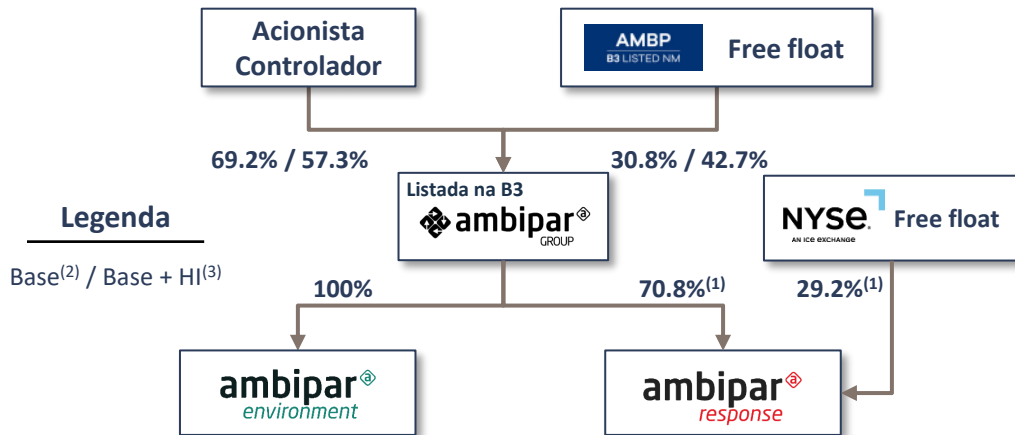 Acionista
Controlador
AMBP
B3 LISTED NM
Free float
69.2% / 57.3%
30.8% / 42.7%
Listada na B3
ambipar
GROUP
NYSE
AN ICE EXCHANGE
Free float
Legenda
Base(2) / Base + HI(3)
100%
70.8%(1)
29.2%(1)
ambipar
environment
ambipar
response